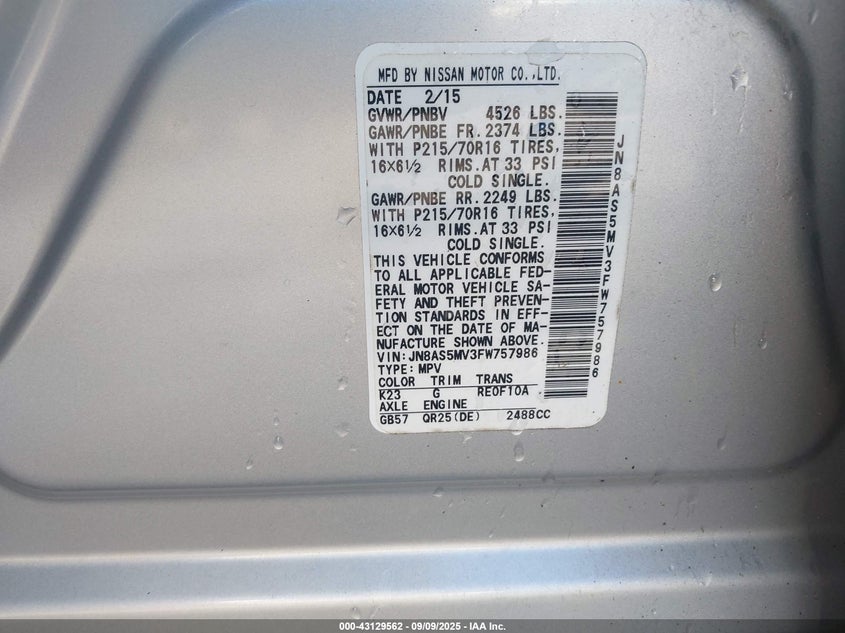 MFD BY NISSAN MOTOR CO.,LTD.
DATE 2/15
GVWR/PNBV 4526 LBS.
GAWR/PNBE FR. 2374 LBS.
WITH P215/70R16 TIRES,
16×6½ RIMS.AT 33 PSI
COLD SINGLE.
GAWR/PNBE RR. 2249 LBS.
WITH P215/70R16 TIRES,
16×6½ RIMS.AT 33 PSI
COLD SINGLE.
THIS VEHICLE CONFORMS
TO ALL APPLICABLE FED-
ERAL MOTOR VEHICLE SA-
FETY AND THEFT PREVEN-
TION STANDARDS IN EFF-
ECT ON THE DATE OF MA-
NUFACTURE SHOWN ABOVE.
VIN:JN8AS5MV3FW757986
TYPE:MPV
COLOR TRIM TRANS
K23 G RE0F10A
AXLE ENGINE
GB57 QR25(DE) 2488CC
JN8AS5MV3FW757986
000-43129562 - 09/09/2025 - IAA Inc.